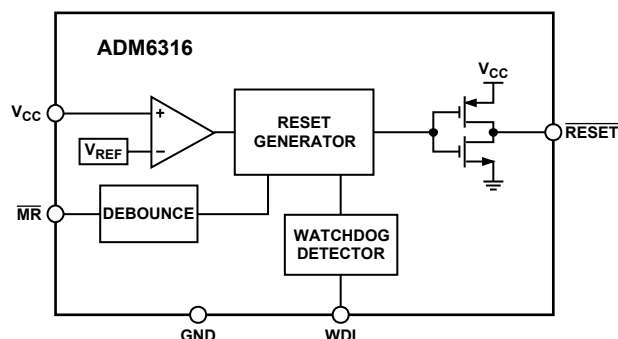 ADM6316
VCC
VCC
+
RESET
GENERATOR
RESET
VREF
−
MR
DEBOUNCE
WATCHDOG
DETECTOR
GND
WDI